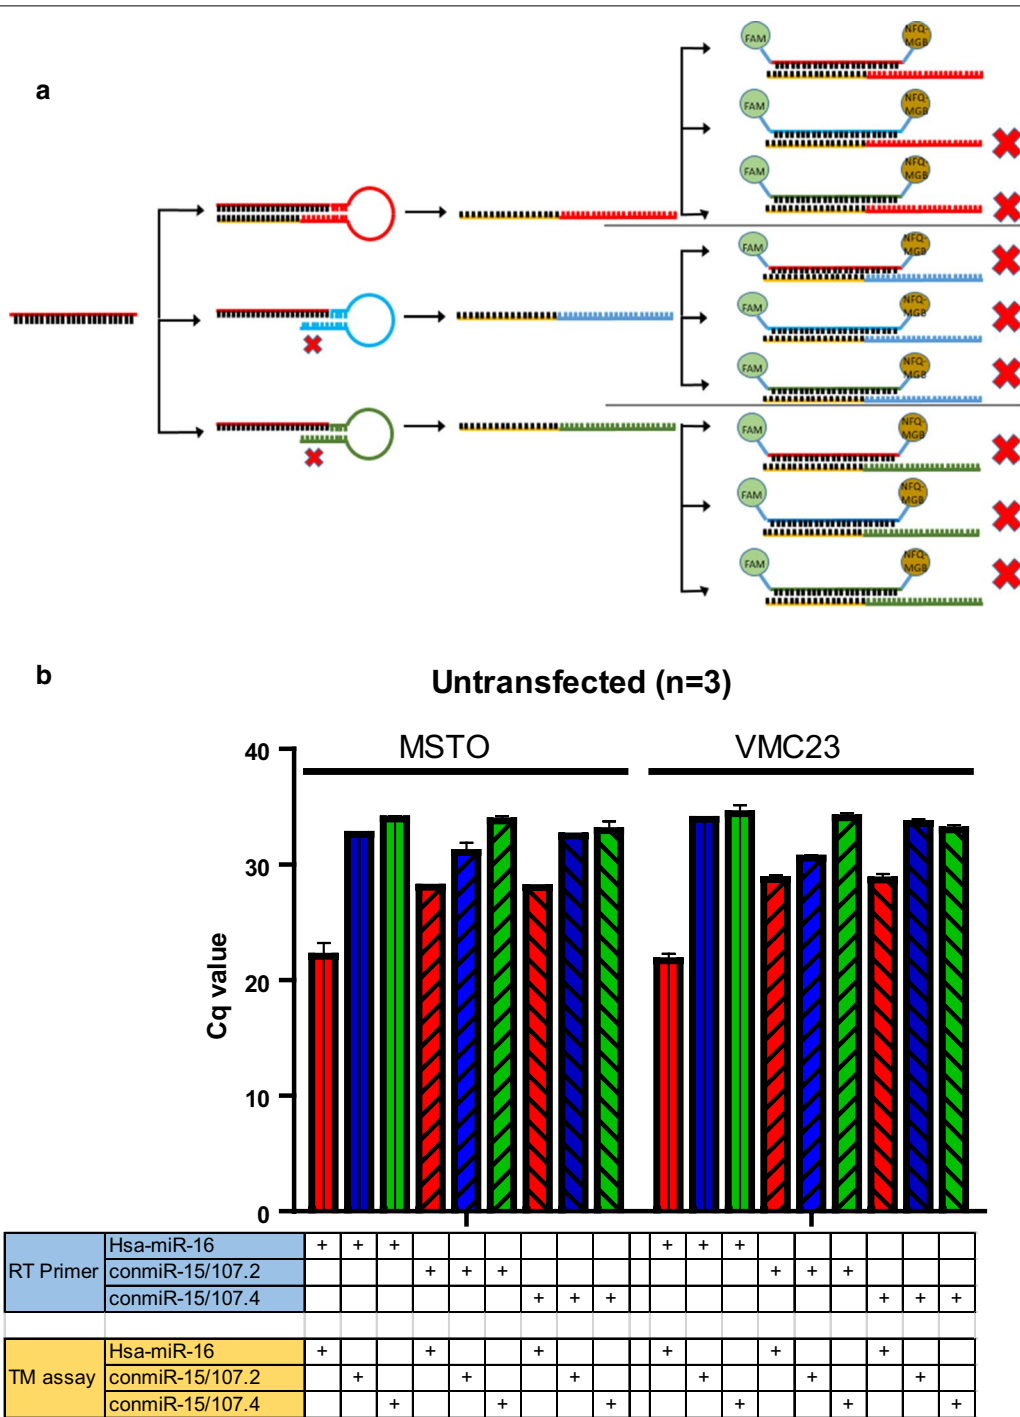 a
FAM NFQ-MGB
FAM NFQ-MGB
FAM NFQ-MGB
FAM NFQ-MGB
FAM NFQ-MGB
FAM NFQ-MGB
FAM NFQ-MGB
FAM NFQ-MGB
FAM NFQ-MGB
b
Untransfected (n=3)
MSTO VMC23
Cq value
40
30
20
10
0
RT Primer
Hsa-miR-16 + + + + + +
conmiR-15/107.2 + + + + + +
conmiR-15/107.4 + + + + + +
TM assay
Hsa-miR-16 + + + + + +
conmiR-15/107.2 + + + + + +
conmiR-15/107.4 + + + + + +